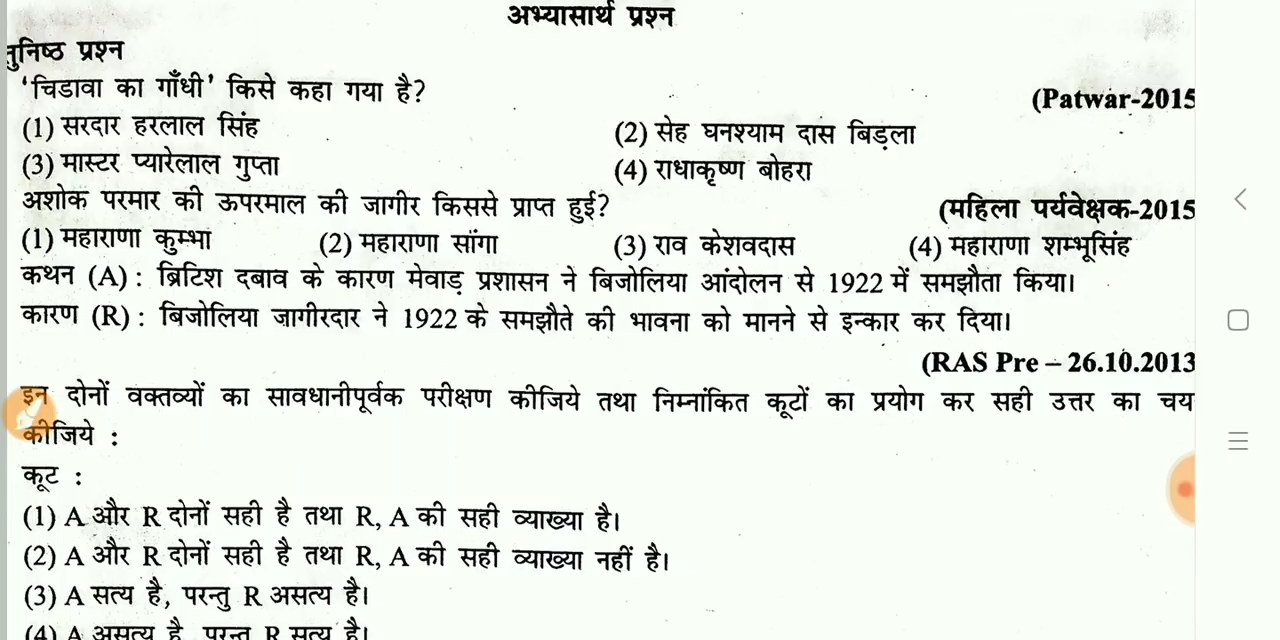 अभ्यासार्थ प्रश्न
तुनिष्ठ प्रश्न
'चिडावा का गाँधी' किसे कहा गया है?
(Patwar-2015
(1) सरदार हरलाल सिंह (2) सेह घनश्याम दास बिड़ला
(3) मास्टर प्यारेलाल गुप्ता (4) राधाकृष्ण बोहरा
अशोक परमार की ऊपरमाल की जागीर किससे प्राप्त हुई?
(महिला पर्यवेक्षक-2015
(1) महाराणा कुम्भा (2) महाराणा सांगा (3) राव केशवदास (4) महाराणा शम्भूसिंह
कथन (A) : ब्रिटिश दबाव के कारण मेवाड़ प्रशासन ने बिजोलिया आंदोलन से 1922 में समझौता किया।
कारण (R) : बिजोलिया जागीरदार ने 1922 के समझौते की भावना को मानने से इन्कार कर दिया।
(RAS Pre – 26.10.2013
इन दोनों वक्तव्यों का सावधानीपूर्वक परीक्षण कीजिये तथा निम्नांकित कूटों का प्रयोग कर सही उत्तर का चय
कीजिये :
कूट :
(1) A और R दोनों सही है तथा R, A की सही व्याख्या है।
(2) A और R दोनों सही है तथा R, A की सही व्याख्या नहीं है।
(3) A सत्य है, परन्तु R असत्य है।
(4) A असत्य है, परन्तु R सत्य है।